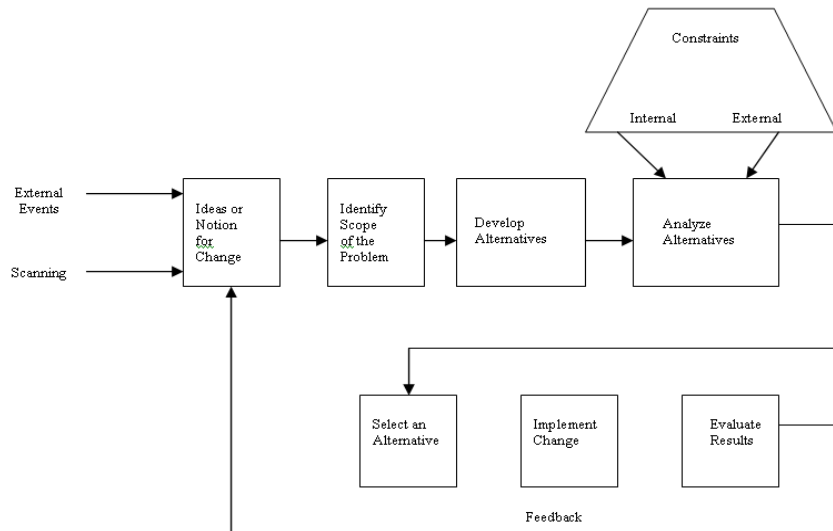 Constraints
Internal
External
External
Events
Scanning
Ideas or
Notion
for
Change
Identify
Scope
of the
Problem
Develop
Alternatives
Analyze
Alternatives
Select an
Alternative
Implement
Change
Evaluate
Results
Feedback